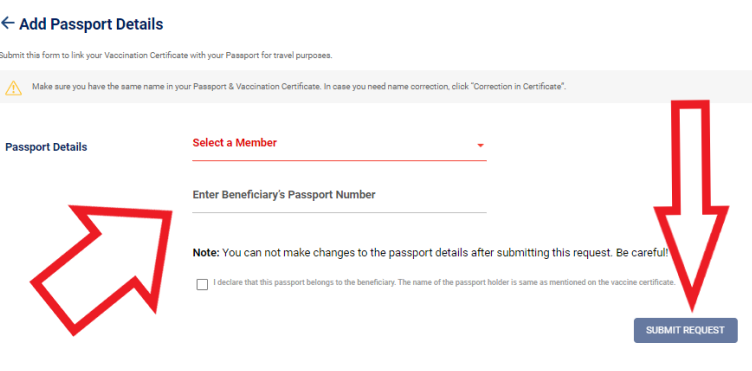 Add Passport Details
Submit this form to link your Vaccination Certificate with your Passport for travel purposes.
Make sure you have the same name in your Passport & Vaccination Certificate. In case you need name correction, click "Correction in Certificate".
Passport Details
Select a Member
Enter Beneficiary's Passport Number
Note: You can not make changes to the passport details after submitting this request. Be careful!
I declare that this passport belongs to the beneficiary. The name of the passport holder is same as mentioned on the vaccine certificate.
SUBMIT REQUEST